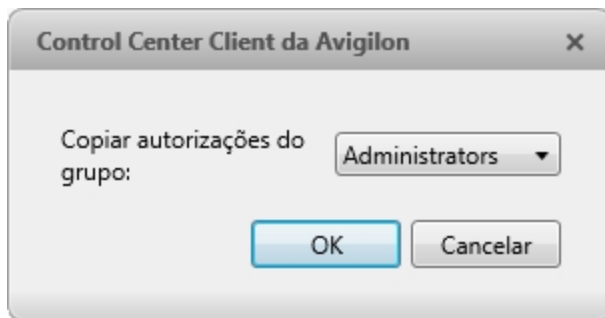 Control Center Client da Avigilon
Copiar autorizações do
grupo:
Administrators
OK
Cancelar